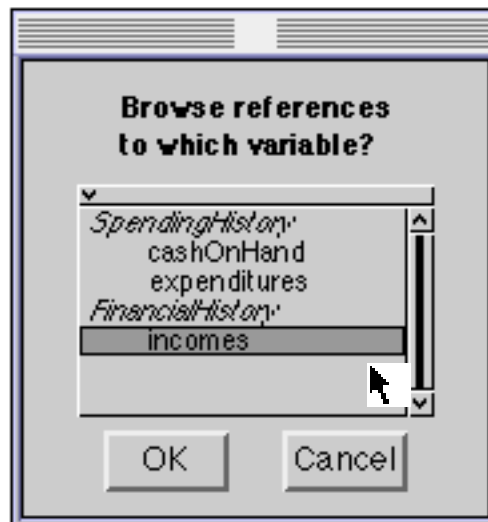 Browse references
to which variable?
SpendingHistory
cashOnHand
expenditures
FinancialHistory
incomes
OK
Cancel